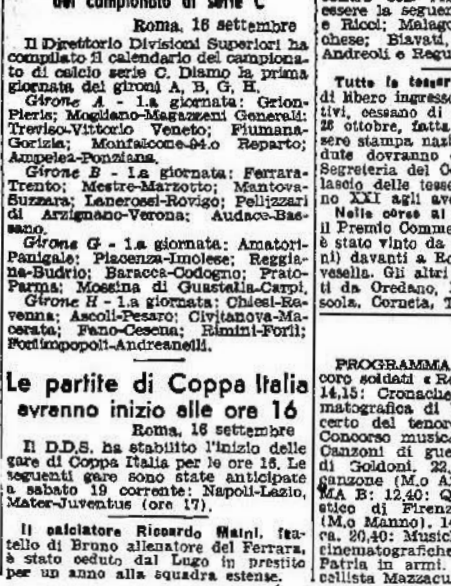 del campionato di serie C
Roma, 16 settembre
Il Direttorio Divisioni Superiori ha
compilato il calendario del campiona-
to di calcio serie C. Diamo la prima
giornata dei gironi A, B, G, H.
Girone A - 1.a giornata: Grion-
Pieris; Mogliano-Magazzeni Generali;
Treviso-Vittorio Veneto; Fiumana-
Gorizia; Monfalcone-94.o Reparto;
Ampelea-Ponziana.
Girone B - 1.a giornata: Ferrara-
Trento; Mestre-Marzotto; Mantova-
Suzzara; Lanerossi-Rovigo; Pellizzari
di Arzignano-Verona; Audace-Bas-
sano.
Girone G - 1.a giornata: Amatori-
Panigale; Piacenza-Imolese; Reggia-
na-Budrio; Baracca-Codogno; Prato-
Parma; Mossina di Guastalla-Carpi.
Girone H - 1.a giornata: Chieti-Ra-
venna; Ascoli-Pesaro; Civitanova-Ma-
cerata; Fano-Cesena; Rimini-Forlì;
Forlimpopoli-Andreanelli.
Le partite di Coppa Italia
avranno inizio alle ore 16
Roma, 16 settembre
Il D.D.S. ha stabilito l'inizio delle
gare di Coppa Italia per le ore 16. Le
seguenti gare sono state anticipate
a sabato 19 corrente: Napoli-Lazio,
Mater-Juventus (ore 17).
Il calciatore Riccardo Maini, fra-
tello di Bruno allenatore del Ferrara,
è stato ceduto dal Lugo in prestito
per un anno alla squadra estense.
essere la seguen
e Ricci; Malago
chese; Biavati,
Andreoli e Regu
Tutte le tesser
di libero ingresso
tivi, cessano di
28 ottobre, fatta
sere stampa nazi
dute dovranno
Segreteria del C
lascio delle tesse
no XXI agli ave
Nelle corse al
il Premio Comme
è stato vinto da
ni) davanti a Ro
vesella. Gli altri
ti da Oredano,
soola, Corneta, T
PROGRAMMA
coro soldati « Re
14,15: Cronache
matografica di
certo del tenore
Concorso musica
Canzoni di gue
di Goldoni. 22,
canzone (M.o A
MA B: 12,40: Q
stico di Firenz
(M.o Manno). 14
ra. 20,40: Music
cinematografiche
Patria in armi.
cellista Mazzacu